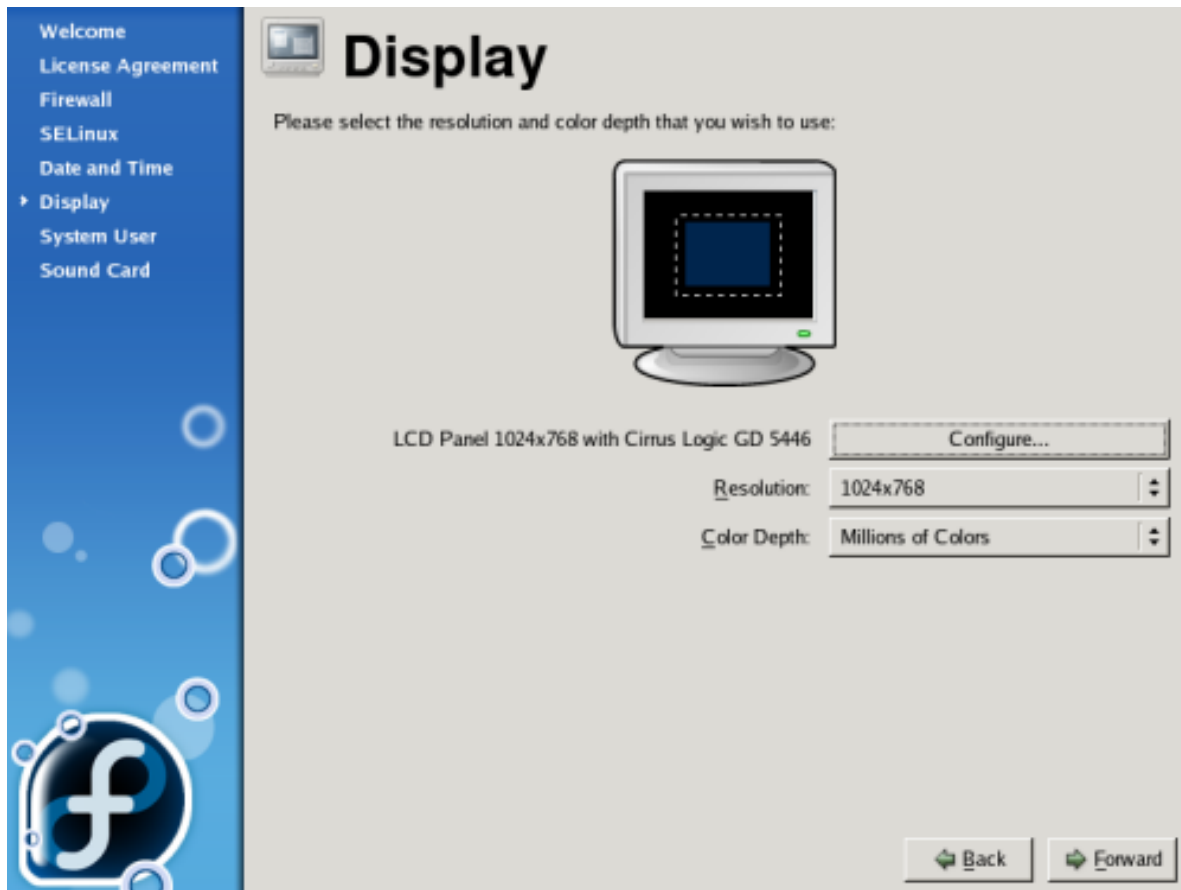 Welcome
License Agreement
Firewall
SELinux
Date and Time
Display
System User
Sound Card
Display
Please select the resolution and color depth that you wish to use:
LCD Panel 1024x768 with Cirrus Logic GD 5446
Configure...
Resolution:
1024x768
Color Depth:
Millions of Colors
Back
Forward